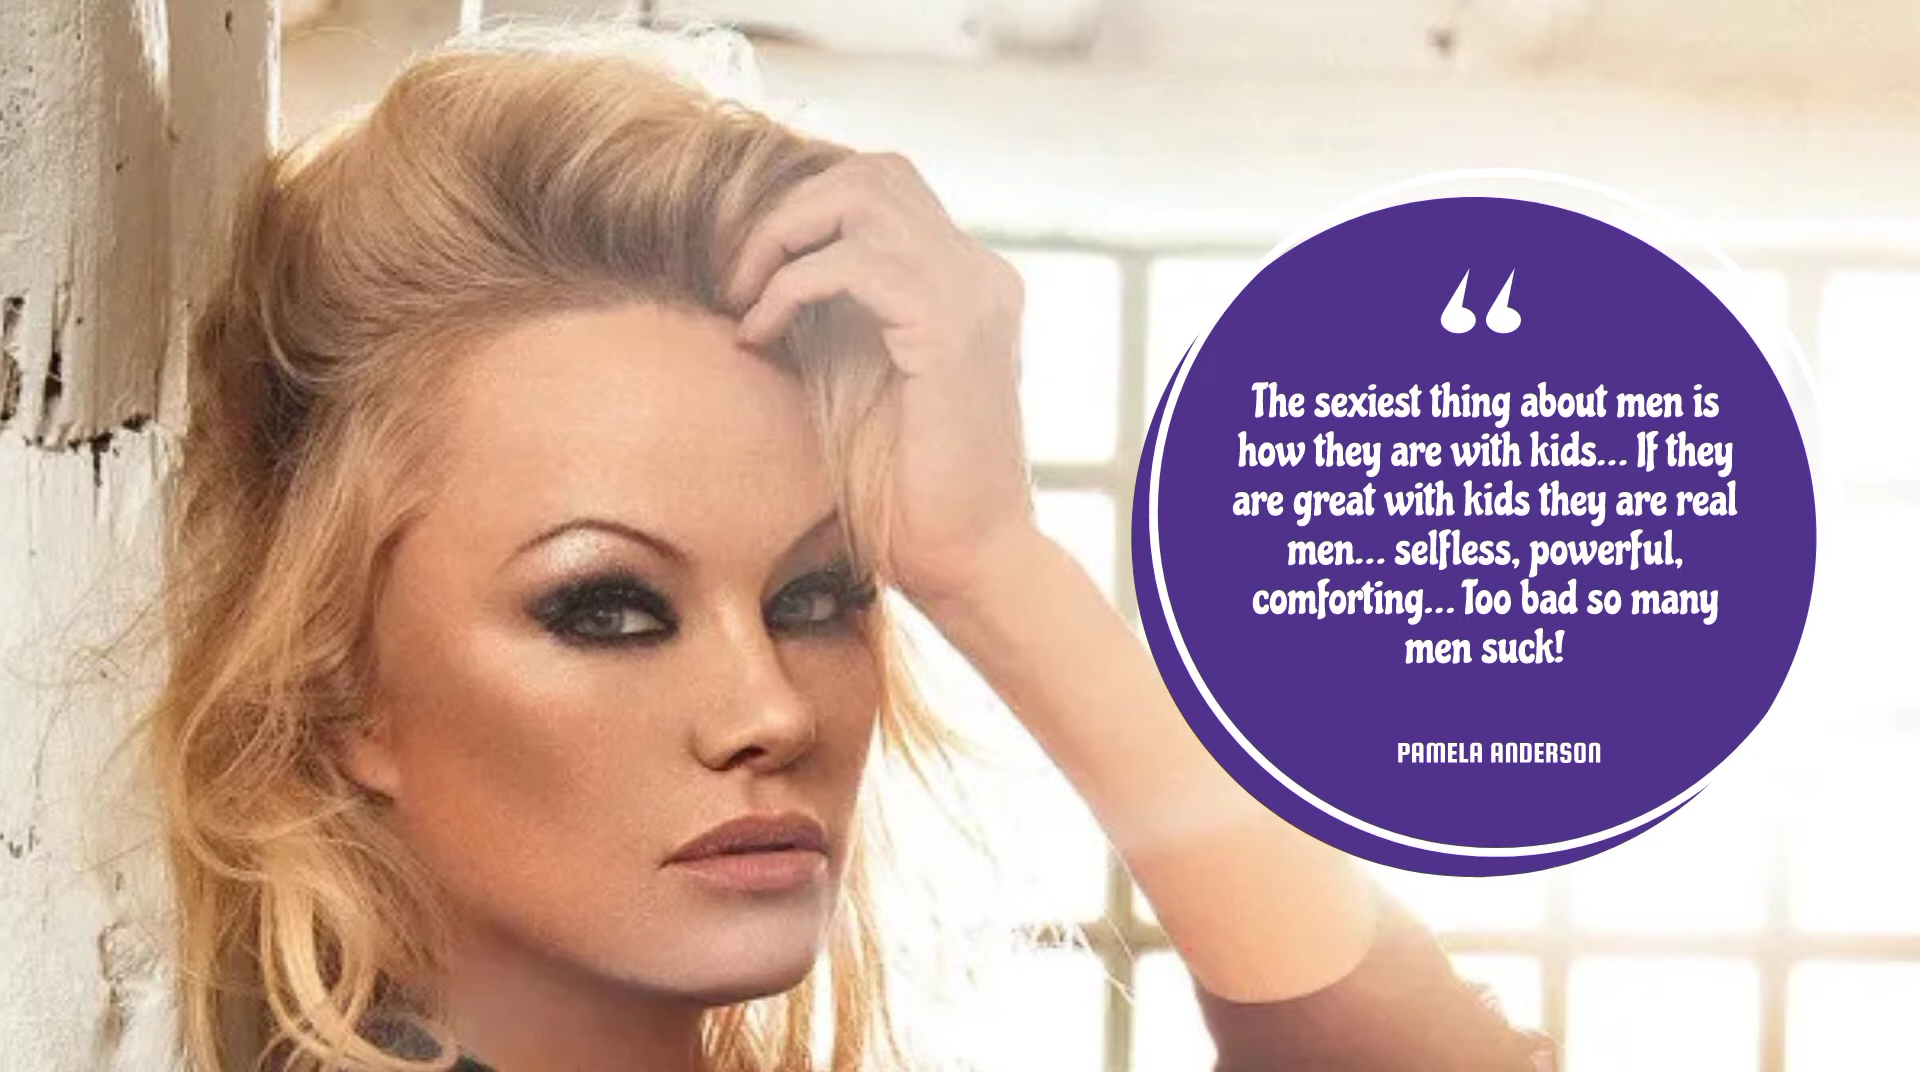 “
The sexiest thing about men is
how they are with kids... If they
are great with kids they are real
men... selfless, powerful,
comforting... Too bad so many
men suck!
PAMELA ANDERSON